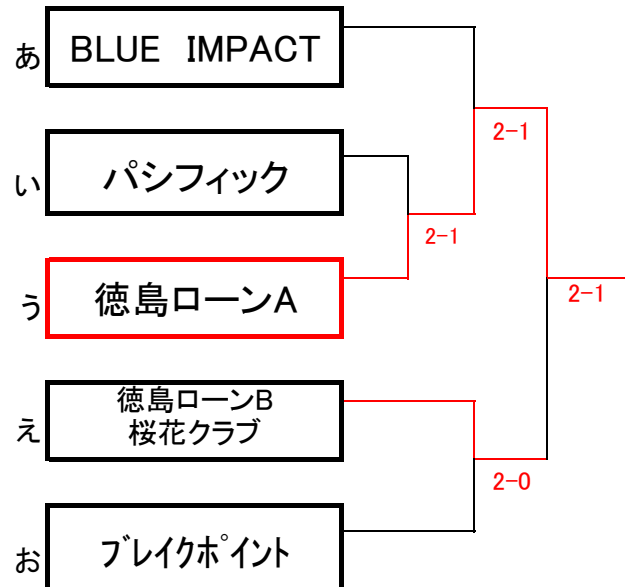 あ
BLUE IMPACT
2-1
い
パシフィック
2-1
う
徳島ローンA
2-1
え
徳島ローンB
桜花クラブ
2-0
お
ブレイクポイント